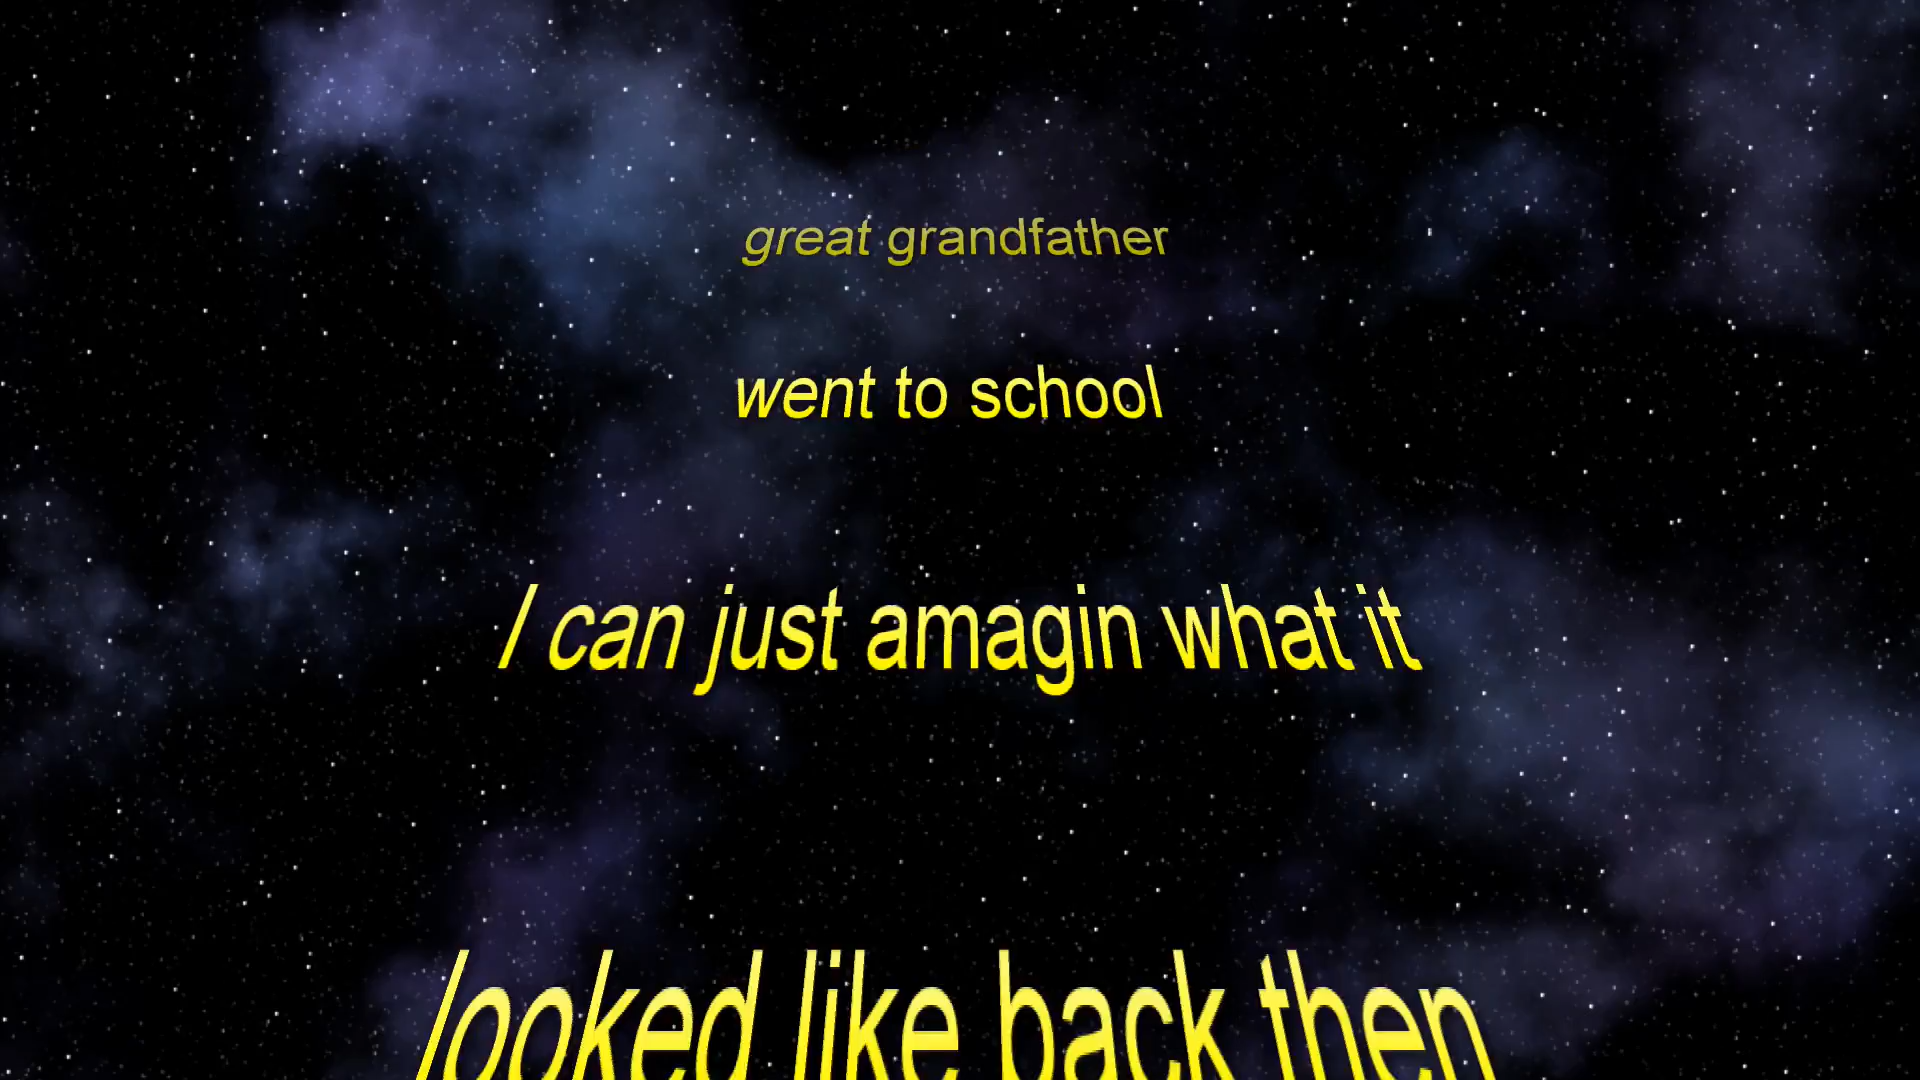 great grandfather
went to school
I can just amagin what it
looked like back then